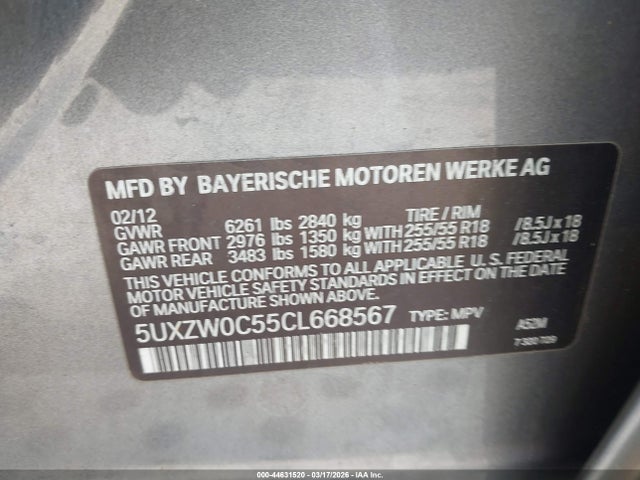 MFD BY BAYERISCHE MOTOREN WERKE AG
02/12 TIRE / RIM
GVWR 6261 lbs 2840 kg
GAWR FRONT 2976 lbs 1350 kg WITH 255/55 R18 /8.5J x 18
GAWR REAR 3483 lbs 1580 kg WITH 255/55 R18 /8.5J x 18
THIS VEHICLE CONFORMS TO ALL APPLICABLE U. S. FEDERAL
MOTOR VEHICLE SAFETY STANDARDS IN EFFECT ON THE DATE
OF MANUFACTURE SHOWN ABOVE.
5UXZW0C55CL668567 TYPE: MPV A52M
000-44631520 | 03/17/2026 | IAA Inc.